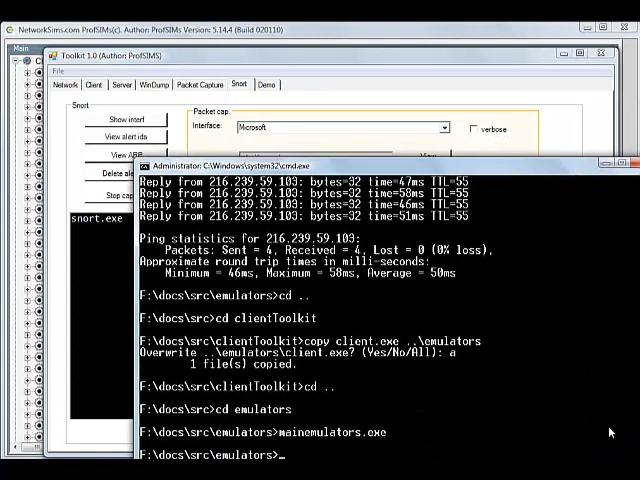 NetworkSims.com ProfSIMs(c). Author: ProfSIMs Version: 5.14.4 (Build 020110)
Main
Toolkit 1.0 (Author: ProfSIMS)
File
Network Client Server WinDump Packet Capture Snort Demo
Snort
Show interf
View alert ids
View ARP
Delete aler
Stop cap
Packet cap.
Interface: Microsoft verbose
snort.exe
Administrator: C:\Windows\system32\cmd.exe
Reply from 216.239.59.103: bytes=32 time=47ms TTL=55
Reply from 216.239.59.103: bytes=32 time=58ms TTL=55
Reply from 216.239.59.103: bytes=32 time=46ms TTL=55
Reply from 216.239.59.103: bytes=32 time=51ms TTL=55
Ping statistics for 216.239.59.103:
Packets: Sent = 4, Received = 4, Lost = 0 (0% loss),
Approximate round trip times in milli-seconds:
Minimum = 46ms, Maximum = 58ms, Average = 50ms
F:\docs\src\emulators>cd ..
F:\docs\src>cd clientToolkit
F:\docs\src\clientToolkit>copy client.exe ..\emulators
Overwrite ..\emulators\client.exe? (Yes/No/All): a
1 file(s) copied.
F:\docs\src\clientToolkit>cd ..
F:\docs\src>cd emulators
F:\docs\src\emulators>mainemulators.exe
F:\docs\src\emulators>_